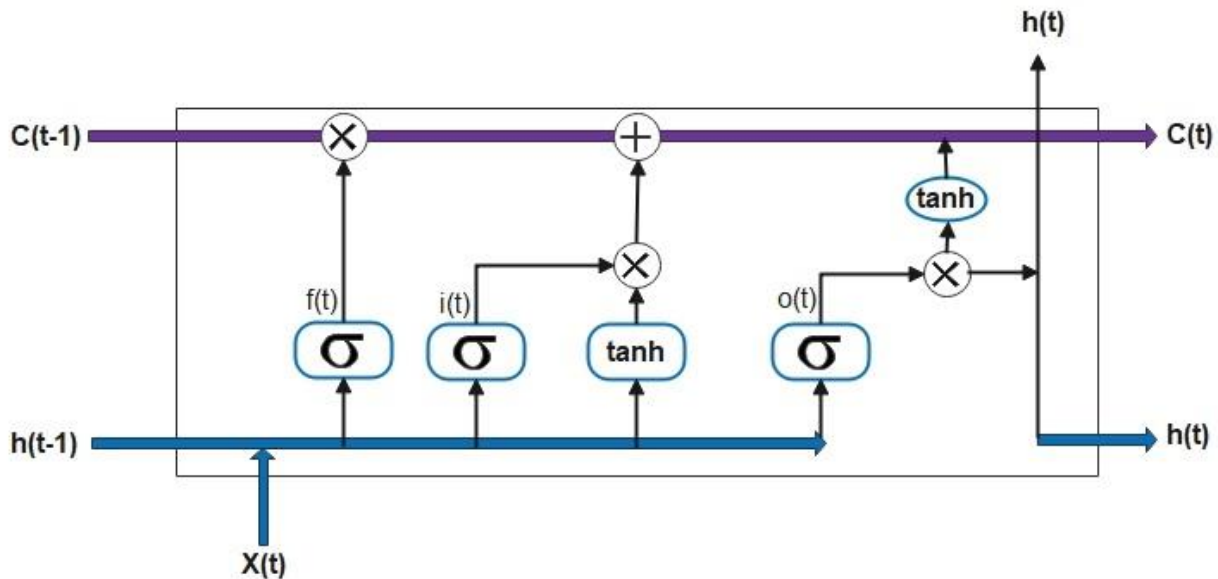 h(t)
C(t-1)
×
+
C(t)
tanh
×
×
f(t)
i(t)
o(t)
σ
σ
tanh
σ
h(t-1)
h(t)
X(t)